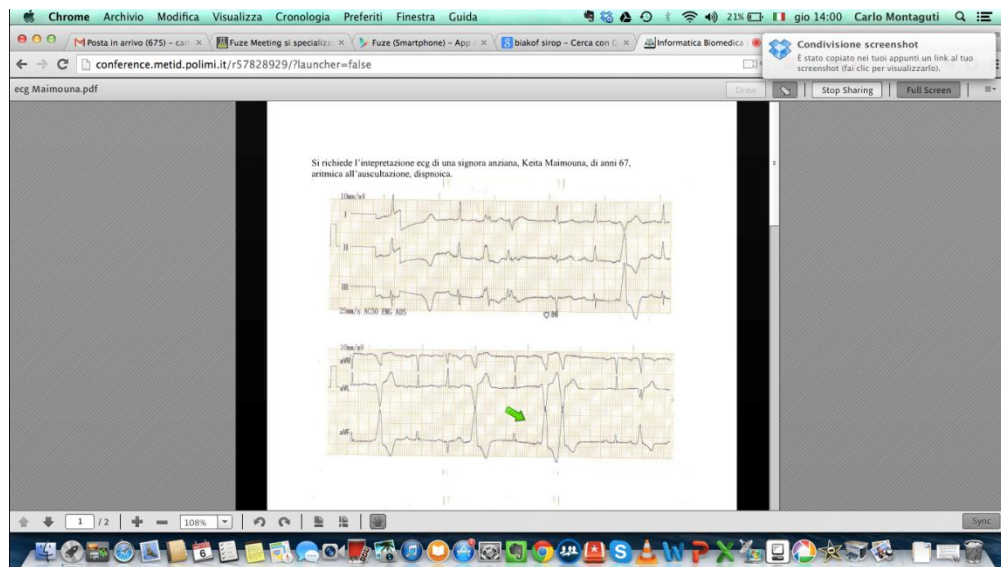 Chrome Archivio Modifica Visualizza Cronologia Preferiti Finestra Guida 21% gio 14:00 Carlo Montaguti
Posta in arrivo (675) – carl
Fuze Meeting si specializz
Fuze (Smartphone) – App
biakof sirop – Cerca con G
Informatica Biomedica
conference.metid.polimi.it/r57828929/?launcher=false
Condivisione screenshot
È stato copiato nei tuoi appunti un link al tuo
screenshot (fai clic per visualizzarlo).
ecg Maimouna.pdf Draw Stop Sharing Full Screen
Si richiede l'intepretazione ecg di una signora anziana, Keita Maimouna, di anni 67,
aritmica all'auscultazione, dispnoica.
10mm/mV
I
II
III
25mm/s ACSO EMG ADS 86
10mm/mV
aVR
aVL
aVF
1 / 2 108% Sync
6